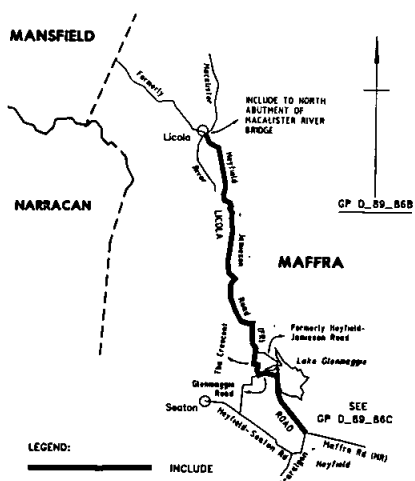 MANSFIELD
Formerly
Macalister
INCLUDE TO NORTH
ABUTMENT OF
MACALISTER RIVER
BRIDGE
Licola
River
Heyfield
NARRACAN
LICOLA
Jamieson
GP D_89_86B
MAFFRA
Road
(FR)
Formerly Heyfield-
Jamieson Road
The Crescent
Lake Glenmaggie
Glenmaggie
Road
Seaton
ROAD
SEE
GP D_89_86C
Heyfield-Seaton Rd
Maffra Rd (MR)
Traralgon
Heyfield
LEGEND:
INCLUDE